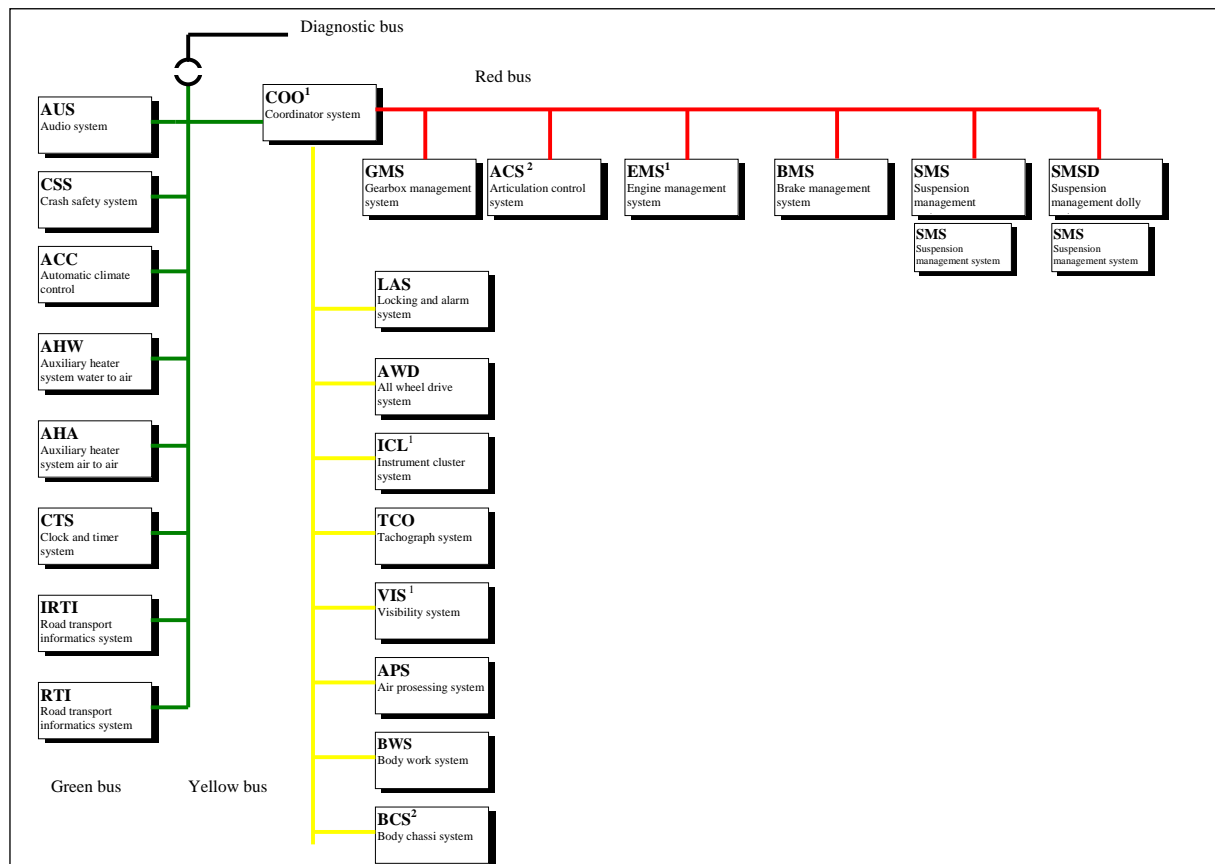 Diagnostic bus
Red bus
COO¹
Coordinator system
AUS
Audio system
CSS
Crash safety system
ACC
Automatic climate
control
AHW
Auxiliary heater
system water to air
AHA
Auxiliary heater
system air to air
CTS
Clock and timer
system
IRTI
Road transport
informatics system
RTI
Road transport
informatics system
Green bus
Yellow bus
GMS
Gearbox management
system
ACS²
Articulation control
system
EMS¹
Engine management
system
BMS
Brake management
system
SMS
Suspension
management
SMSD
Suspension
management dolly
SMS
Suspension
management system
SMS
Suspension
management system
LAS
Locking and alarm
system
AWD
All wheel drive
system
ICL¹
Instrument cluster
system
TCO
Tachograph system
VIS¹
Visibility system
APS
Air prosessing system
BWS
Body work system
BCS²
Body chassi system